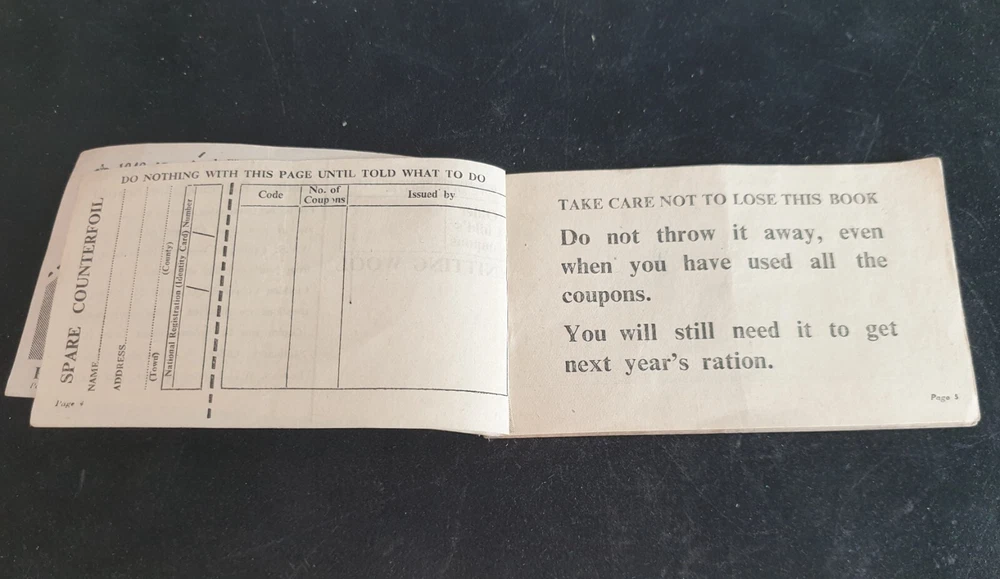 DO NOTHING WITH THIS PAGE UNTIL TOLD WHAT TO DO
SPARE COUNTERFOIL
NAME
ADDRESS
(Town)
(County)
National Registration (Identity Card) Number
Code
No. of
Coupons
Issued by
Page 4
TAKE CARE NOT TO LOSE THIS BOOK
Do not throw it away, even
when you have used all the
coupons.
You will still need it to get
next year's ration.
Page 5